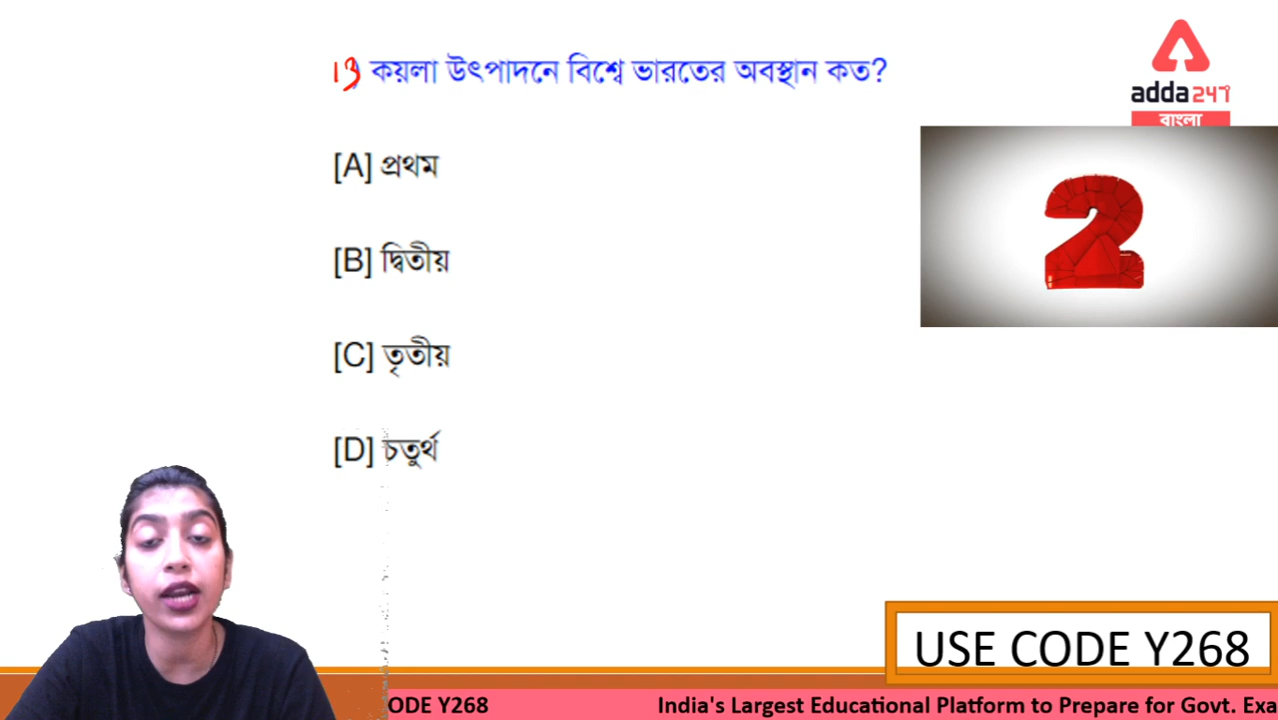 13) কয়লা উৎপাদনে বিশ্বে ভারতের অবস্থান কত?
[A] প্রথম
[B] দ্বিতীয়
[C] তৃতীয়
[D] চতুর্থ
adda247
বাংলা
2
USE CODE Y268
ODE Y268 India's Largest Educational Platform to Prepare for Govt. Exa